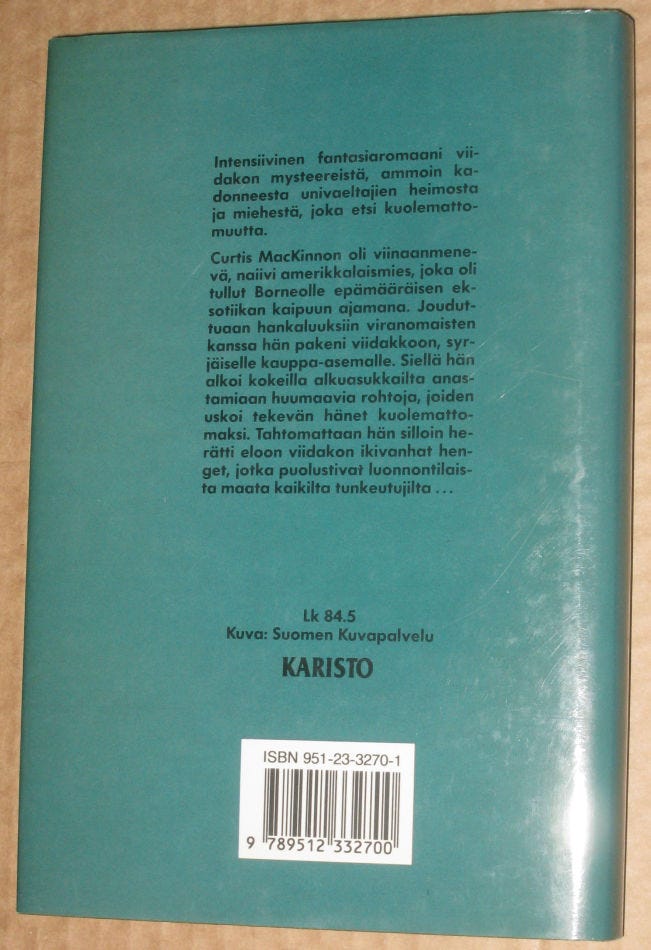 Intensiivinen fantasiaromaani vii-
dakon mysteereistä, ammoin ka-
donneesta univaeltajien heimosta
ja miehestä, joka etsi kuolematto-
muutta.
Curtis MacKinnon oli viinaanmene-
vä, naiivi amerikkalaismies, joka oli
tullut Borneolle epämääräisen ek-
sotiikan kaipuun ajamana. Joudut-
tuaan hankaluuksiin viranomaisten
kanssa hän pakeni viidakkoon, syr-
jäiselle kauppa-asemalle. Siellä hän
alkoi kokeilla alkuasukkailta anas-
tamiaan huumaavia rohtoja, joiden
uskoi tekevän hänet kuolematto-
maksi. Tahtomattaan hän silloin he-
rätti eloon viidakon ikivanhat hen-
get, jotka puolustivat luonnontilais-
ta maata kaikilta tunkeutujilta ...
Lk 84.5
Kuva: Suomen Kuvapalvelu
KARISTO
ISBN 951-23-3270-1
9 789512 332700